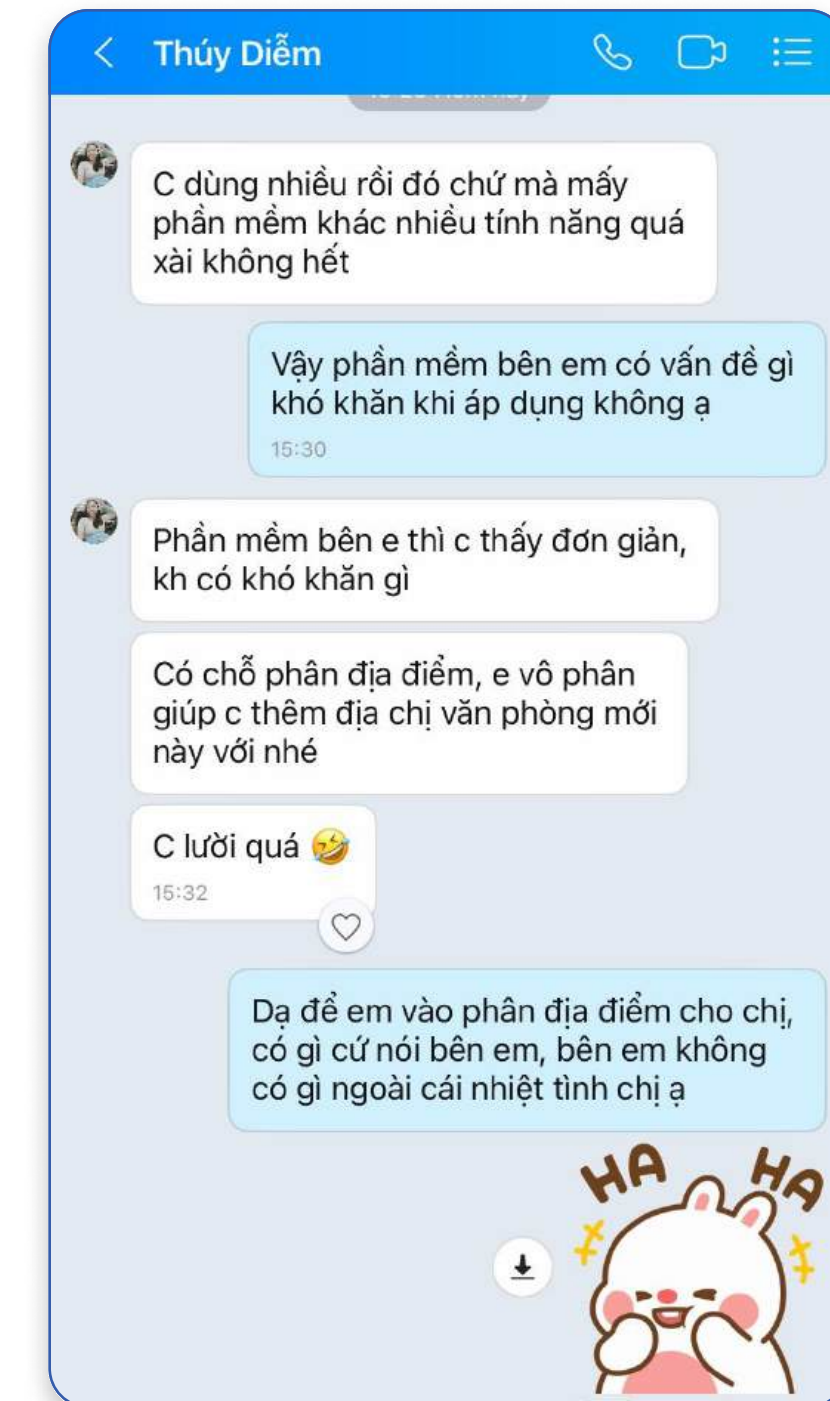 Thúy Diễm
C dùng nhiều rồi đó chứ mà mấy
phần mềm khác nhiều tính năng quá
xài không hết
Vậy phần mềm bên em có vấn đề gì
khó khăn khi áp dụng không ạ
15:30
Phần mềm bên e thì c thấy đơn giản,
kh có khó khăn gì
Có chỗ phân địa điểm, e vô phân
giúp c thêm địa chỉ văn phòng mới
này với nhé
C lười quá 🤣
15:32
Dạ để em vào phân địa điểm cho chị,
có gì cứ nói bên em, bên em không
có gì ngoài cái nhiệt tình chị ạ
HA HA